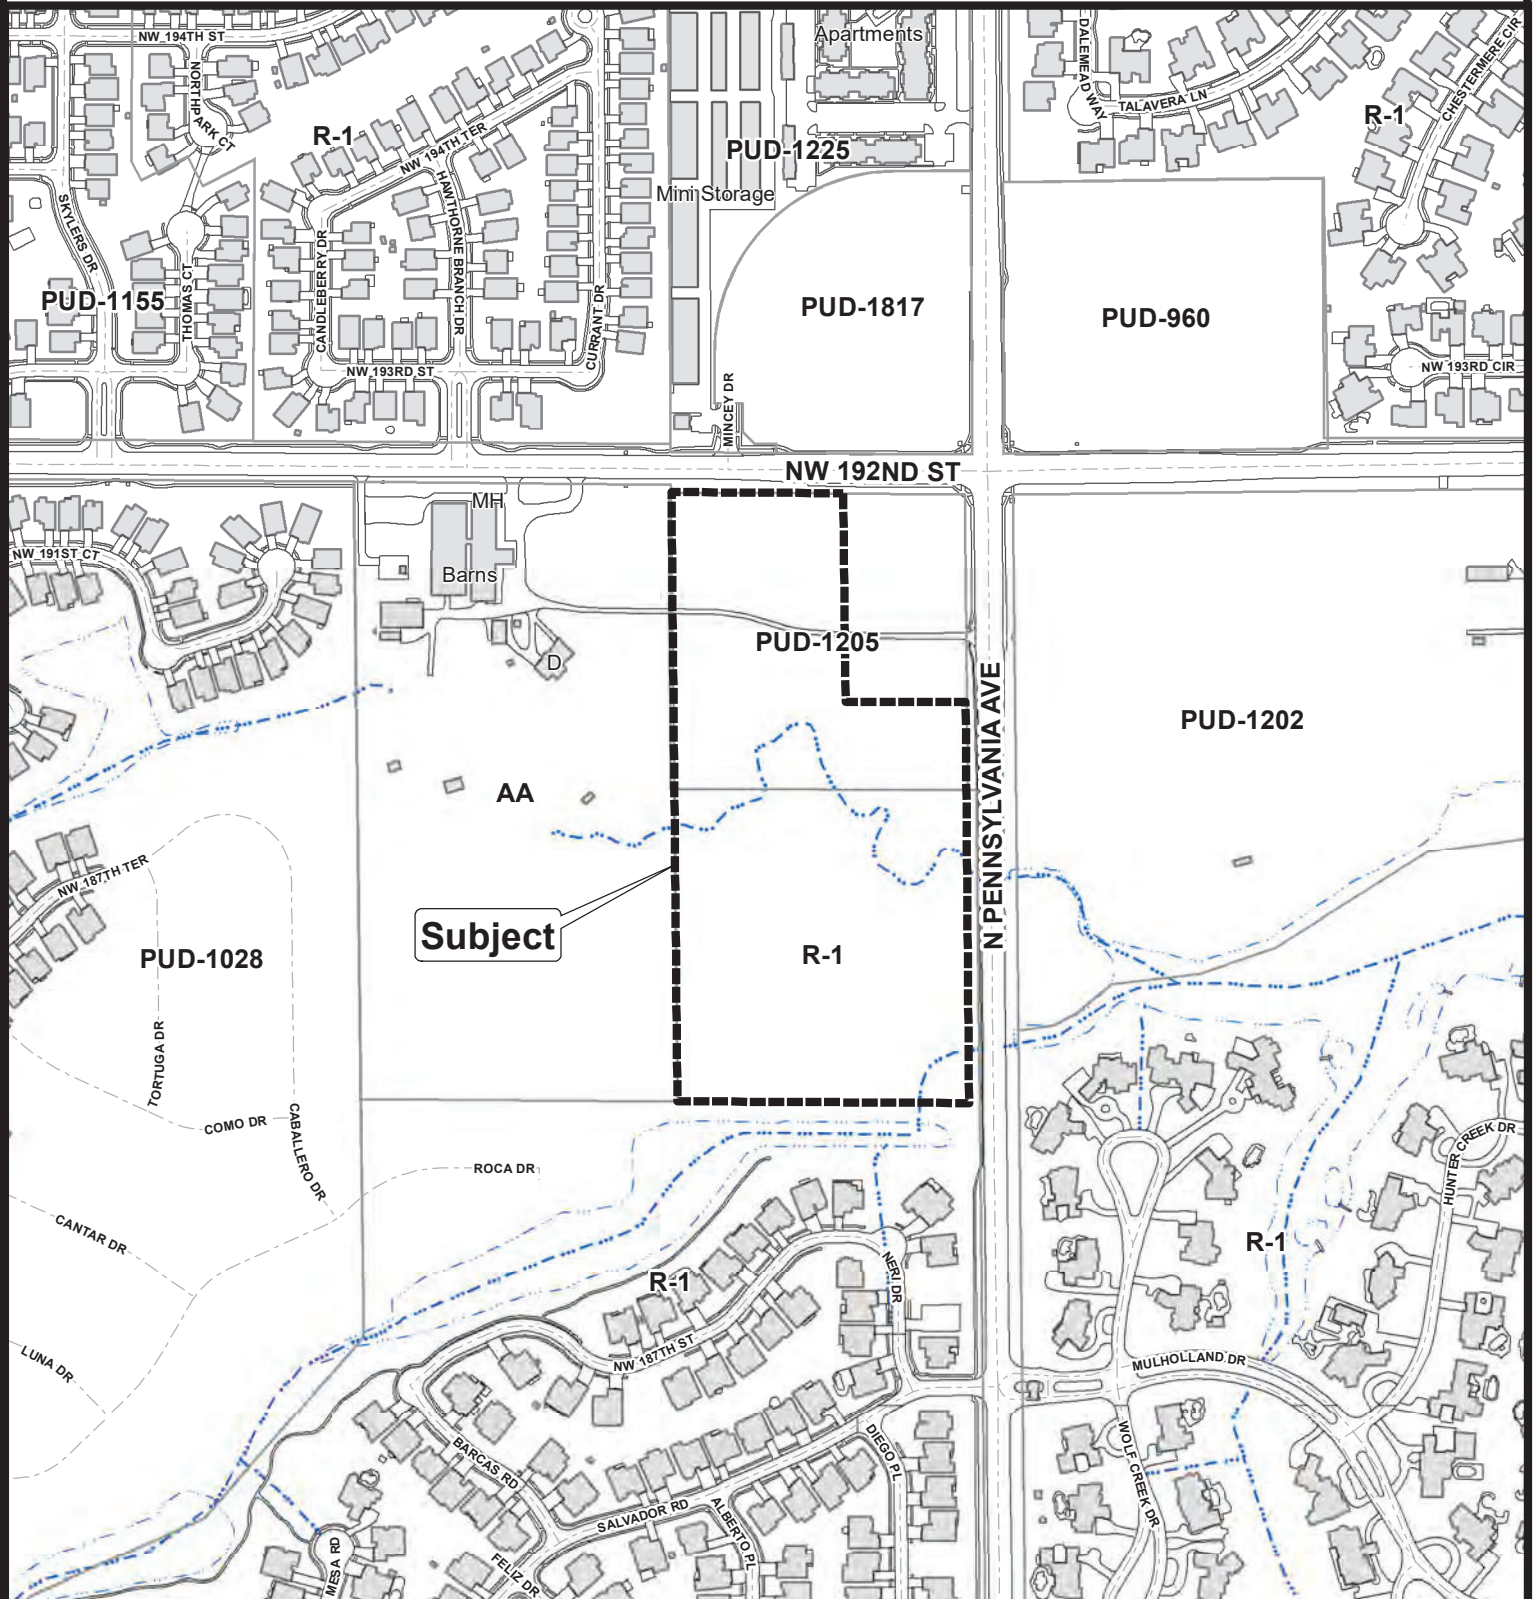 NW 194TH ST
Apartments
DALEMEAD WAY
TALAVERA LN
CHESTERMERE CIR
NORTHPARK CT
R-1
NW 194TH TER
R-1
PUD-1225
Mini Storage
HAWTHORNE BRANCH DR
SKYLERS DR
CANDLEBERRY DR
THOMAS CT
CURRANT DR
PUD-1155
PUD-1817
PUD-960
NW 193RD ST
NW 193RD CIR
MINCEY DR
NW 192ND ST
MH
NW 191ST CT
Barns
PUD-1205
D
PUD-1202
N PENNSYLVANIA AVE
AA
NW 187TH TER
Subject
PUD-1028
R-1
TORTUGA DR
COMO DR
CABALLERO DR
ROCA DR
HUNTER CREEK DR
CANTAR DR
R-1
R-1
NERI DR
NW 187TH ST
LUNA DR
MULHOLLAND DR
BARCAS RD
DIEGO PL
WOLF CREEK DR
SALVADOR RD
ALBERTO PL
FELIZ DR
MESA RD